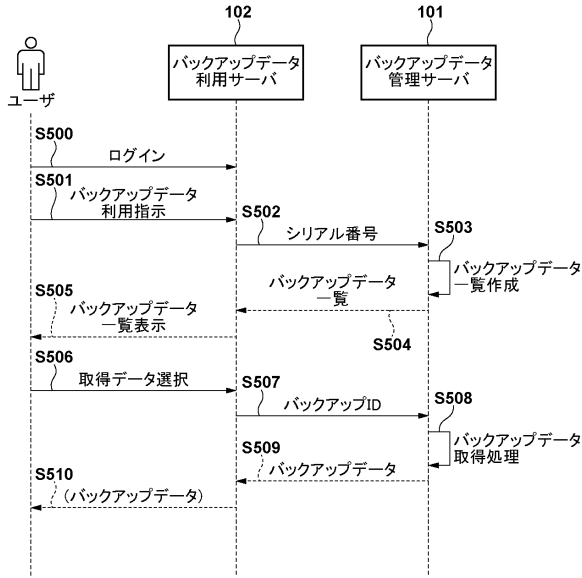 102
101
バックアップデータ
利用サーバ
バックアップデータ
管理サーバ
ユーザ
S500
ログイン
S501
バックアップデータ
利用指示
S502
シリアル番号
S503
バックアップデータ
一覧作成
バックアップデータ
一覧
S504
S505
バックアップデータ
一覧表示
S506
取得データ選択
S507
バックアップID
S508
バックアップデータ
取得処理
S509
バックアップデータ
S510
(バックアップデータ)